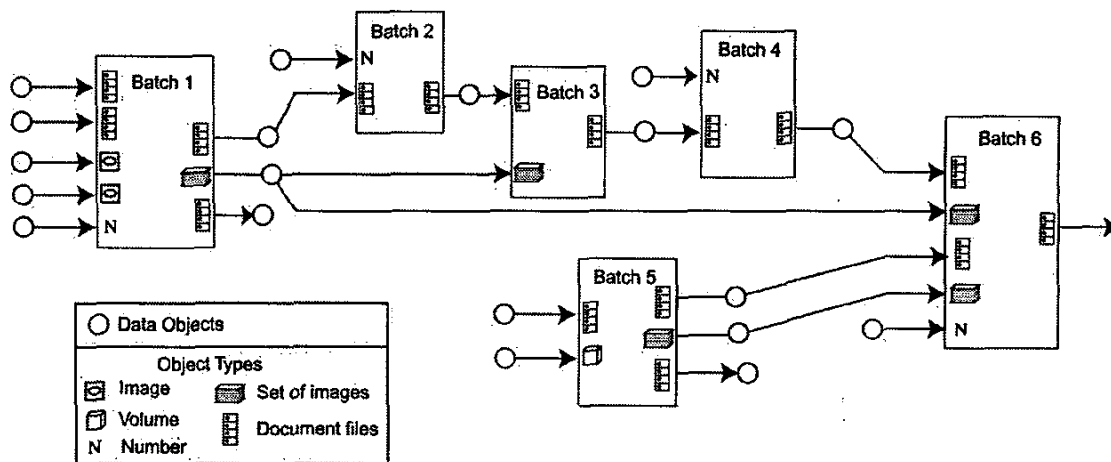 Batch 1
N
Batch 2
N
Batch 3
Batch 4
N
Batch 5
Batch 6
N
Data Objects
Object Types
Image
Set of images
Volume
Document files
N Number